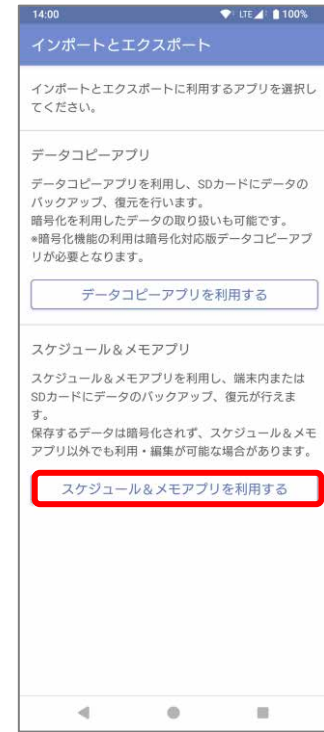 14:00
LTE
100%
インポートとエクスポート
インポートとエクスポートに利用するアプリを選択し
てください。
データコピーアプリ
データコピーアプリを利用し、SDカードにデータの
バックアップ、復元を行います。
暗号化を利用したデータの取り扱いも可能です。
*暗号化機能の利用は暗号化対応版データコピーアプ
リが必要となります。
データコピーアプリを利用する
スケジュール&メモアプリ
スケジュール&メモアプリを利用し、端末内または
SDカードにデータのバックアップ、復元が行えま
す。
保存するデータは暗号化されず、スケジュール&メモ
アプリ以外でも利用・編集が可能な場合があります。
スケジュール&メモアプリを利用する